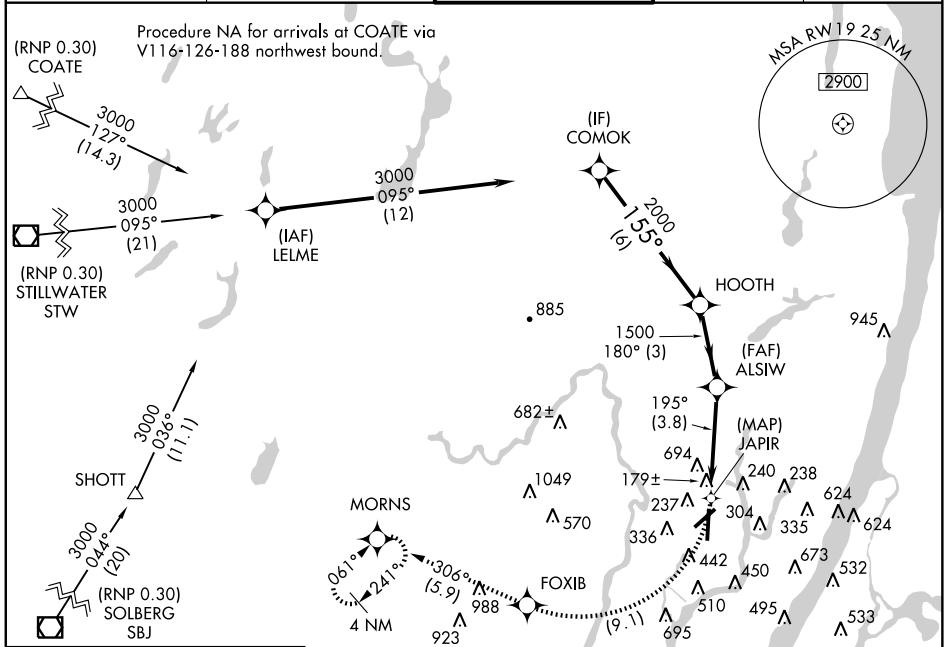 Procedure NA for arrivals at COATE via
V116-126-188 northwest bound.
(RNP 0.30)
COATE
3000
127°
(14.3)
MSA RW19 25 NM
2900
(IF)
COMOK
3000
095°
(12)
3000
095°
(21)
(IAF)
LELME
(RNP 0.30)
STILLWATER
STW
2000
155°
(6)
HOOTH
885
1500
180° (3)
(FAF)
ALSIW
945
195°
(3.8)
682±
(MAP)
JAPIR
3000
036°
(11.1)
SHOTT
694
179±
240
238
1049
237
304
335
624
624
570
336
MORNS
3000
044°
(20)
061°
241°
306°
(5.9)
442
673
450
532
FOXIB
988
510
(RNP 0.30)
SOLBERG
SBJ
4 NM
923
(9.1)
695
495
533